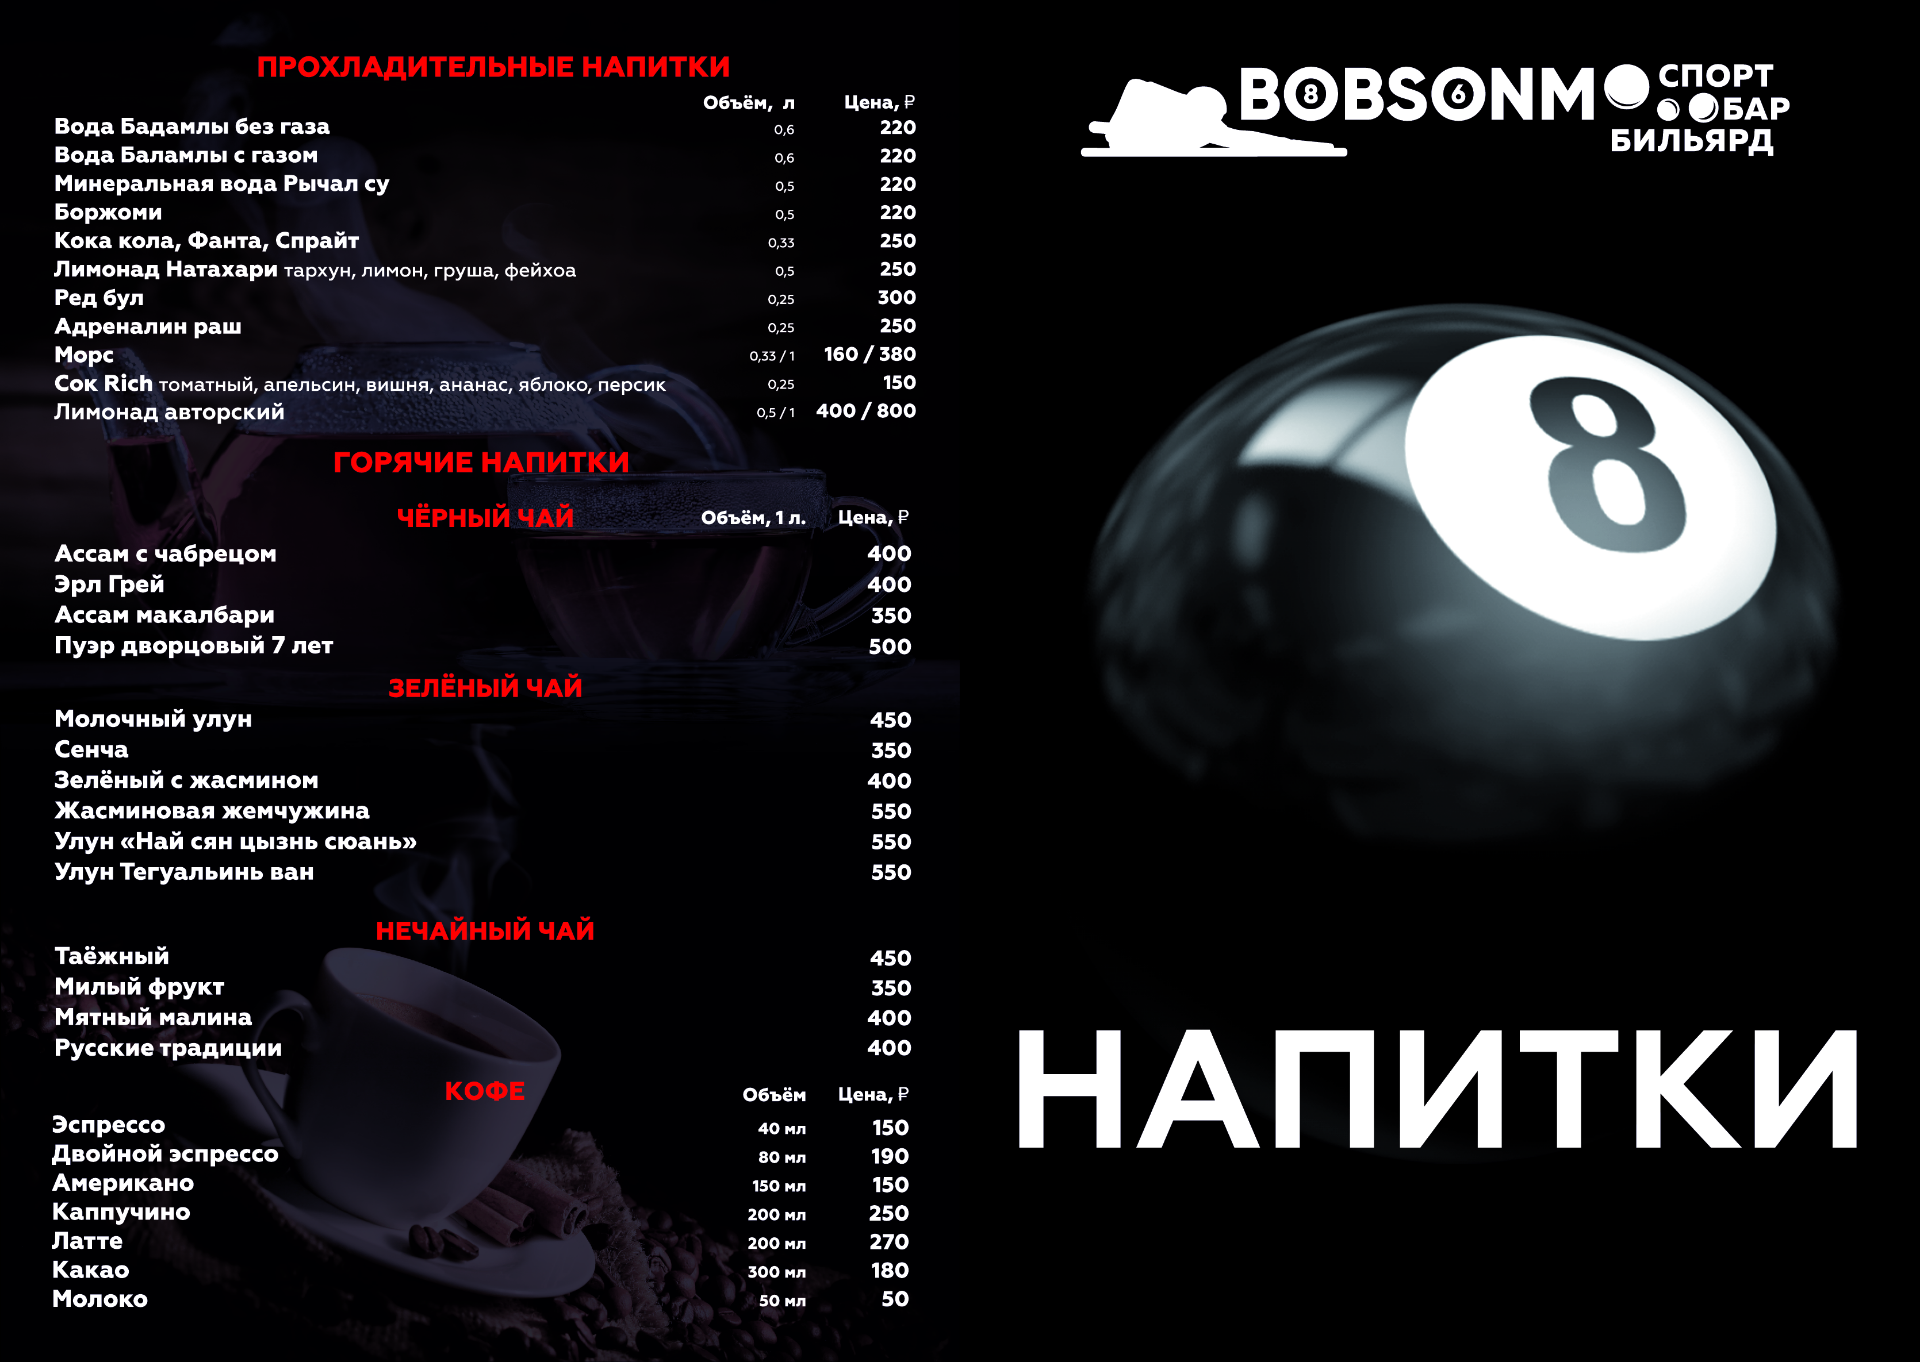 ПРОХЛАДИТЕЛЬНЫЕ НАПИТКИ
Объём, л Цена, ₽
Вода Бадамлы без газа 0,6 220
Вода Баламлы с газом 0,6 220
Минеральная вода Рычал су 0,5 220
Боржоми 0,5 220
Кока кола, Фанта, Спрайт 0,33 250
Лимонад Натахари тархун, лимон, груша, фейхоа 0,5 250
Ред бул 0,25 300
Адреналин раш 0,25 250
Морс 0,33 / 1 160 / 380
Сок Rich томатный, апельсин, вишня, ананас, яблоко, персик 0,25 150
Лимонад авторский 0,5 / 1 400 / 800
ГОРЯЧИЕ НАПИТКИ
ЧЁРНЫЙ ЧАЙ Объём, 1 л. Цена, ₽
Ассам с чабрецом 400
Эрл Грей 400
Ассам макалбари 350
Пуэр дворцовый 7 лет 500
ЗЕЛЁНЫЙ ЧАЙ
Молочный улун 450
Сенча 350
Зелёный с жасмином 400
Жасминовая жемчужина 550
Улун «Най сян цызнь сюань» 550
Улун Тегуальинь ван 550
НЕЧАЙНЫЙ ЧАЙ
Таёжный 450
Милый фрукт 350
Мятный малина 400
Русские традиции 400
КОФЕ Объём Цена, ₽
Эспрессо 40 мл 150
Двойной эспрессо 80 мл 190
Американо 150 мл 150
Каппучино 200 мл 250
Латте 200 мл 270
Какао 300 мл 180
Молоко 50 мл 50
BOBSONM
8 6
СПОРТ
БАР
БИЛЬЯРД
8
НАПИТКИ